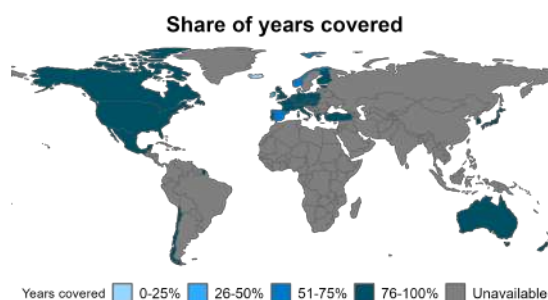 Share of years covered
Years covered 0-25% 26-50% 51-75% 76-100% Unavailable